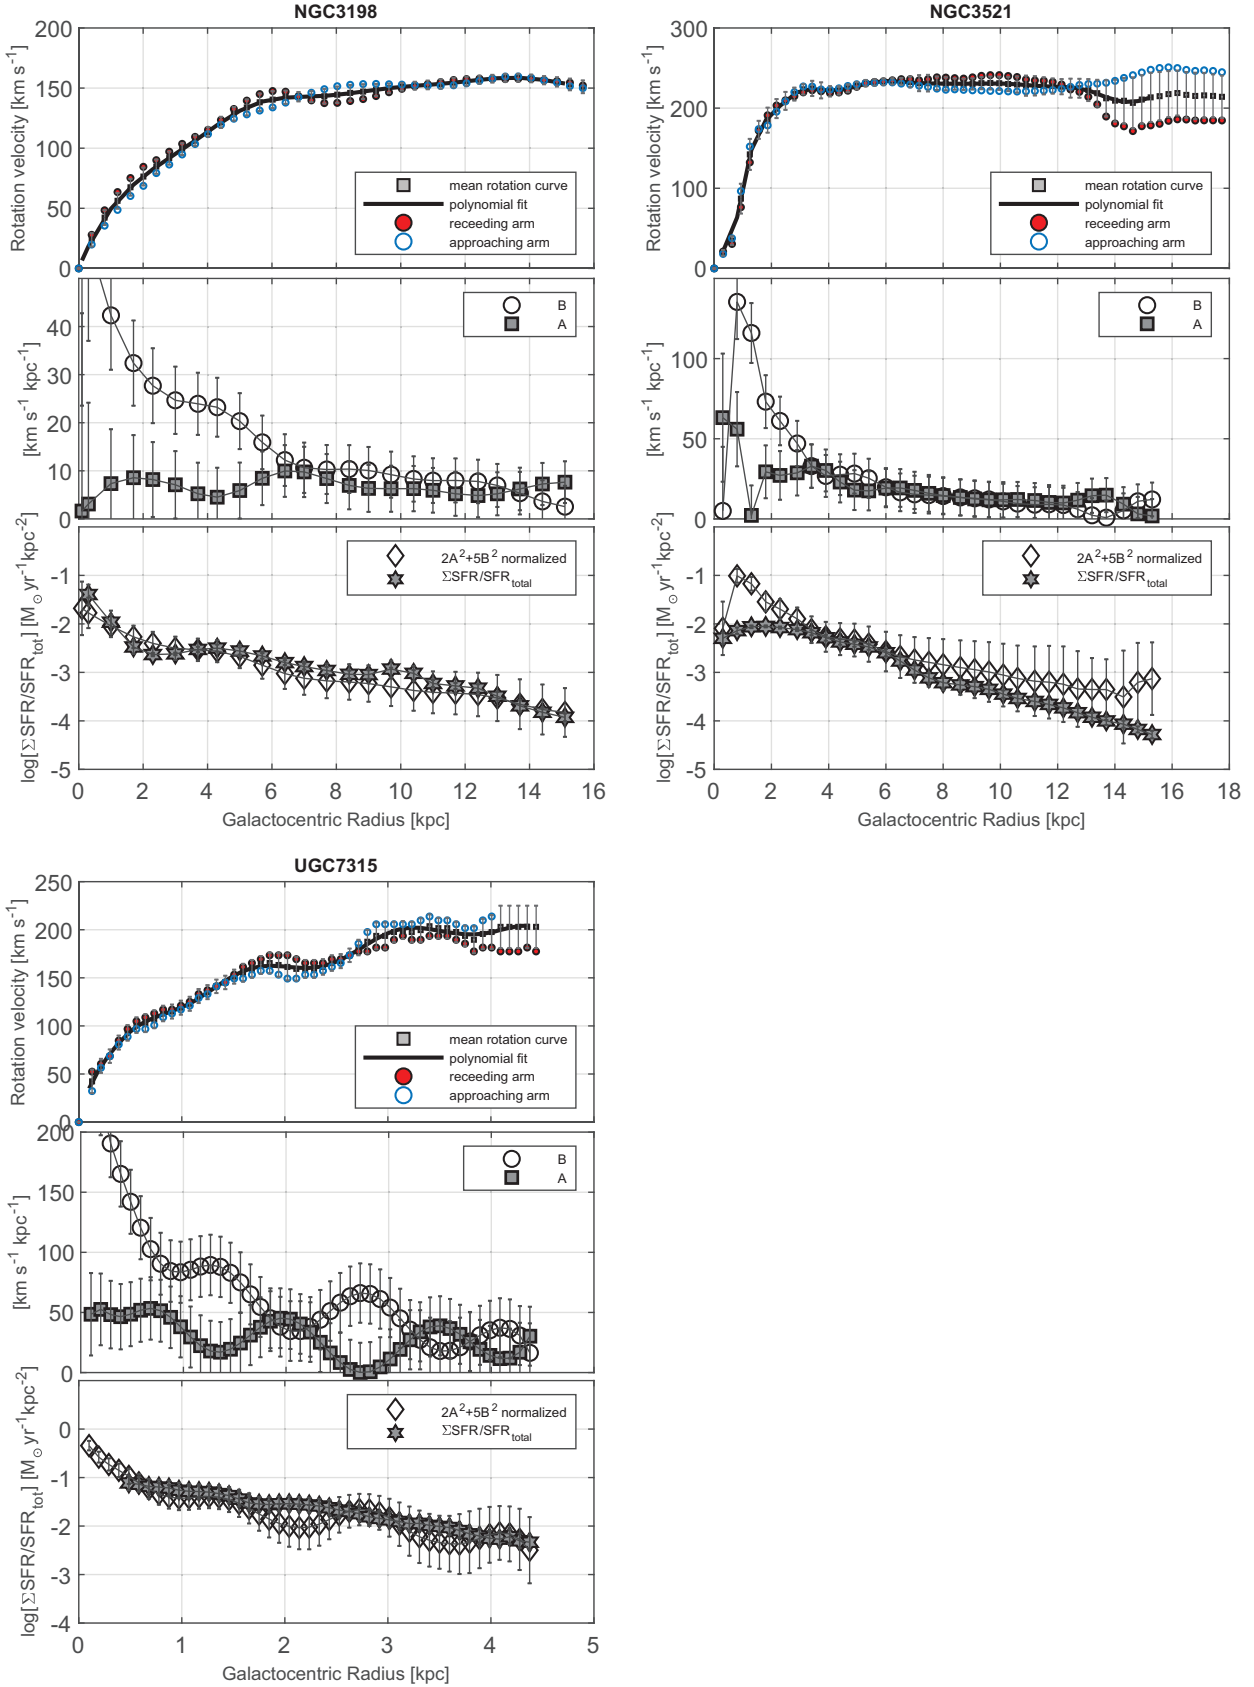 NGC3198
Rotation velocity [km s-1]
200
150
100
50
0
mean rotation curve
polynomial fit
receeding arm
approaching arm
[km s-1 kpc-1]
40
30
20
10
0
B
A
log[ΣSFR/SFRtot] [M⊙yr-1kpc-2]
-1
-2
-3
-4
-5
2A2+5B2 normalized
ΣSFR/SFRtotal
0 2 4 6 8 10 12 14 16
Galactocentric Radius [kpc]
NGC3521
Rotation velocity [km s-1]
300
200
100
0
mean rotation curve
polynomial fit
receeding arm
approaching arm
[km s-1 kpc-1]
100
50
0
B
A
log[ΣSFR/SFRtot] [M⊙yr-1kpc-2]
-1
-2
-3
-4
-5
2A2+5B2 normalized
ΣSFR/SFRtotal
0 2 4 6 8 10 12 14 16 18
Galactocentric Radius [kpc]
UGC7315
Rotation velocity [km s-1]
250
200
150
100
50
0
mean rotation curve
polynomial fit
receeding arm
approaching arm
[km s-1 kpc-1]
200
150
100
50
0
B
A
log[ΣSFR/SFRtot] [M⊙yr-1kpc-2]
0
-1
-2
-3
-4
2A2+5B2 normalized
ΣSFR/SFRtotal
0 1 2 3 4 5
Galactocentric Radius [kpc]